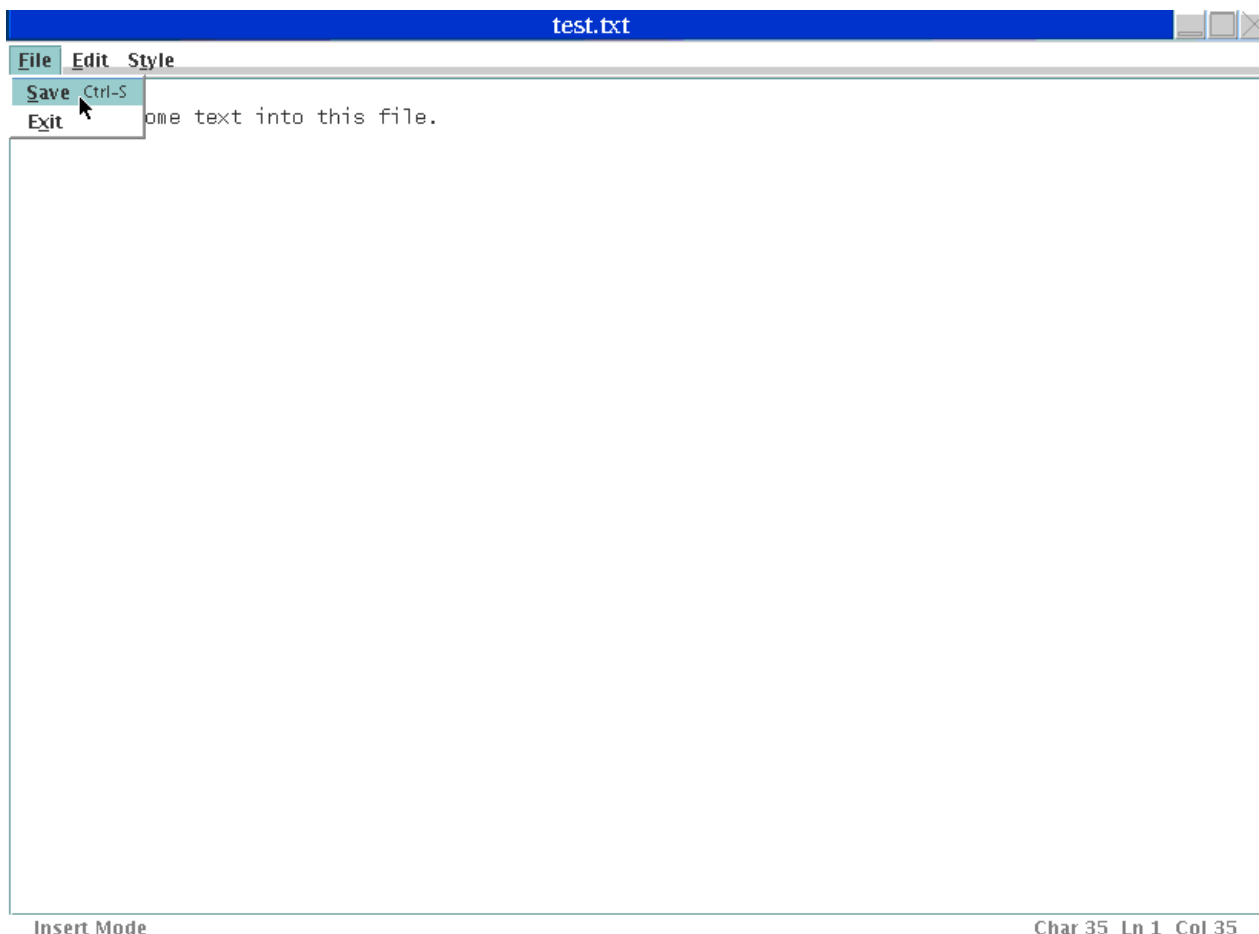 test.txt
File Edit Style
Save Ctrl-S
Exit
ome text into this file.
Insert Mode
Char 35 Ln 1 Col 35